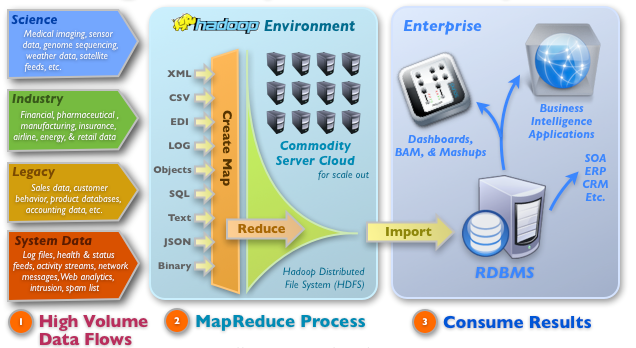 Science
Medical imaging, sensor
data, genome sequencing,
weather data, satellite
feeds, etc.
Industry
Financial, pharmaceutical ,
manufacturing, insurance,
airline, energy, & retail data
Legacy
Sales data, customer
behavior, product databases,
accounting data, etc.
System Data
Log files, health & status
feeds, activity streams, network
messages, Web analytics,
intrusion, spam list
1 High Volume
Data Flows
hadoop Environment
XML
CSV
EDI
LOG
Objects
SQL
Text
JSON
Binary
Create Map
Commodity
Server Cloud
for scale out
Reduce
Hadoop Distributed
File System (HDFS)
2 MapReduce Process
Import
Enterprise
Dashboards,
BAM, & Mashups
Business
Intelligence
Applications
SOA
ERP
CRM
Etc.
RDBMS
3 Consume Results